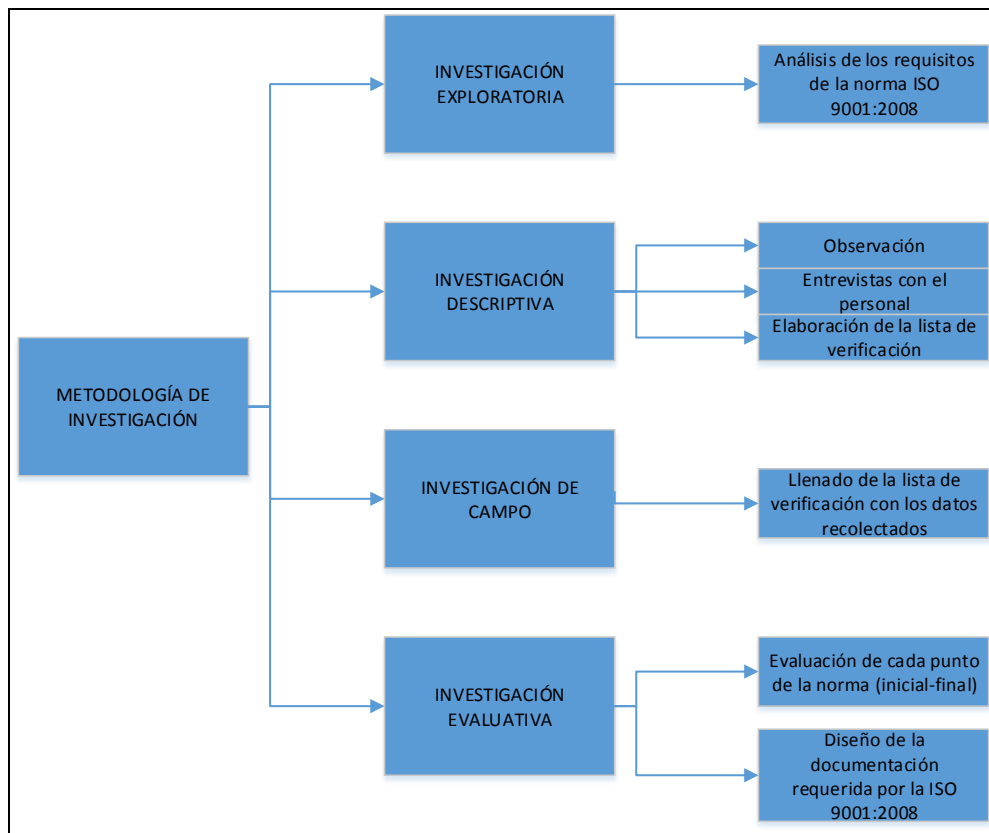 METODOLOGÍA DE
INVESTIGACIÓN
INVESTIGACIÓN
EXPLORATORIA
Análisis de los requisitos
de la norma ISO
9001:2008
INVESTIGACIÓN
DESCRIPTIVA
Observación
Entrevistas con el
personal
Elaboración de la lista de
verificación
INVESTIGACIÓN DE
CAMPO
Llenado de la lista de
verificación con los datos
recolectados
INVESTIGACIÓN
EVALUATIVA
Evaluación de cada punto
de la norma (inicial-final)
Diseño de la
documentación
requerida por la ISO
9001:2008